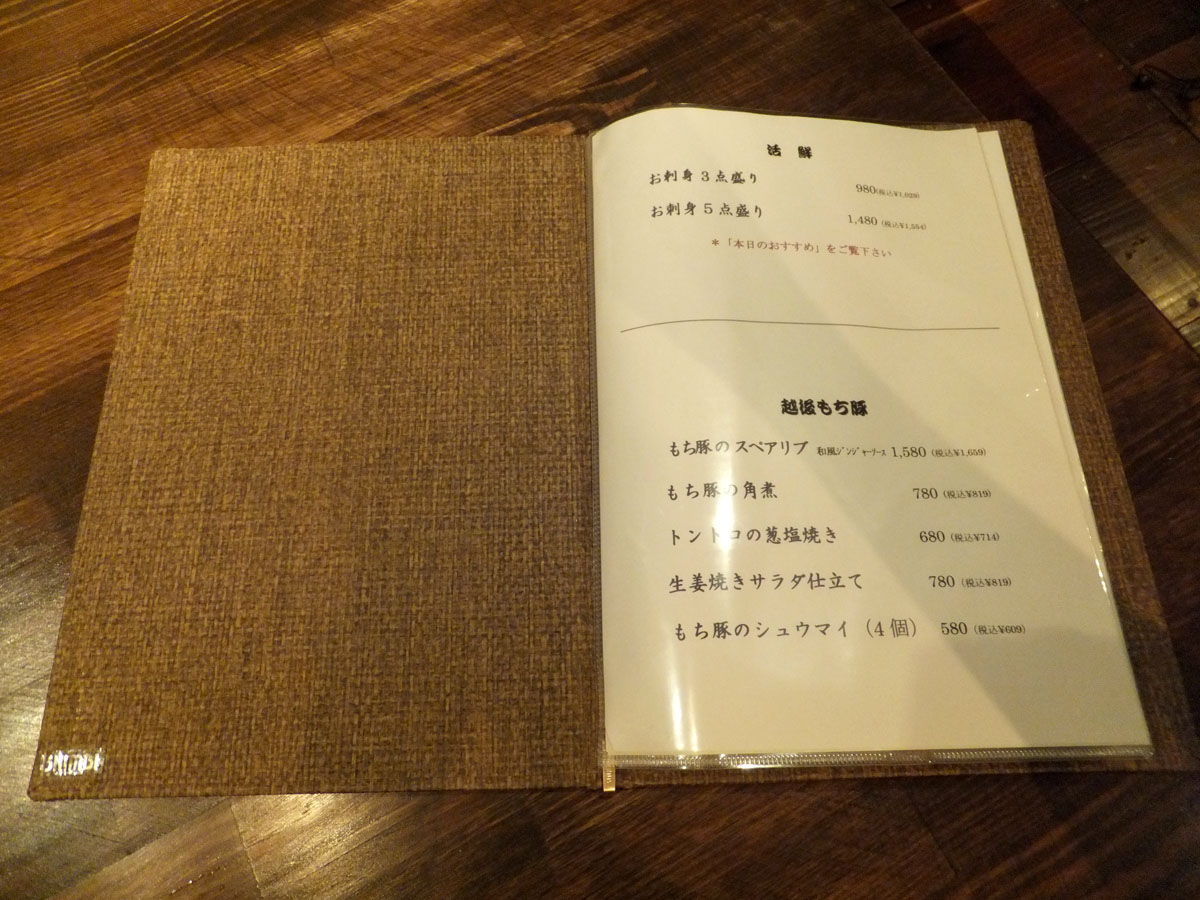 活 鮮
お刺身3点盛り 980(税込¥1,029)
お刺身5点盛り 1,480 (税込¥1,554)
*「本日のおすすめ」をご覧下さい
越後もち豚
もち豚のスペアリブ 和風ｼﾞﾝｼﾞｬｰｿｰｽ 1,580 (税込¥1,659)
もち豚の角煮 780 (税込¥819)
トントロの葱塩焼き 680 (税込¥714)
生姜焼きサラダ仕立て 780 (税込¥819)
もち豚のシュウマイ（4個） 580 (税込¥609)